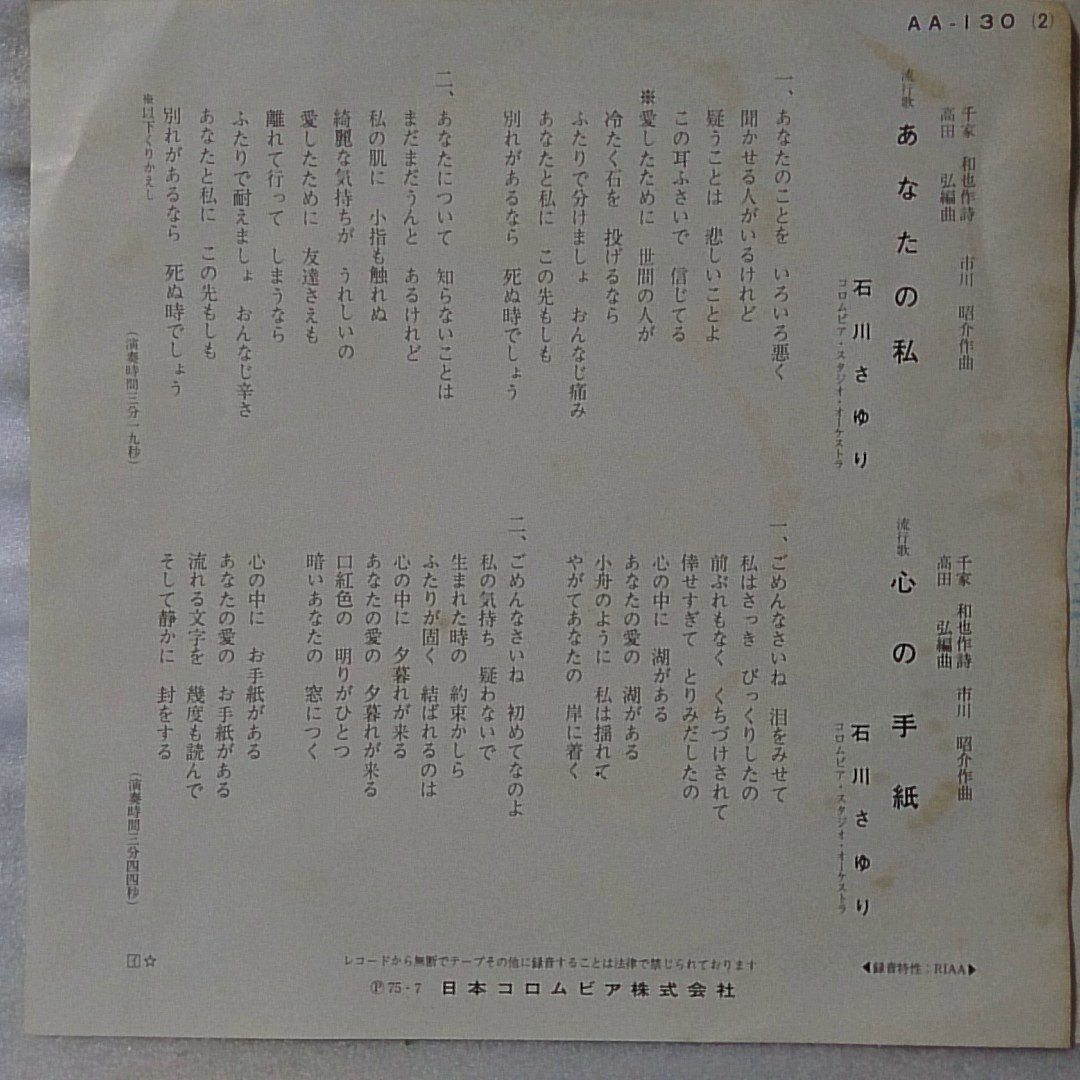 AA-130 (2)
流行歌 あなたの私
千家 和也作詩 市川 昭介作曲
高田 弘編曲
石川さゆり
コロムビア・スタジオ・オーケストラ
一、あなたのことを いろいろ悪く
聞かせる人がいるけれど
疑うことは 悲しいことよ
この耳ふさいで 信じてる
※愛したために 世間の人が
冷たく石を 投げるなら
ふたりで分けましょ おんなじ痛み
あなたと私に この先もしも
別れがあるなら 死ぬ時でしょう
二、あなたについて 知らないことは
まだまだうんと あるけれど
私の肌に 小指も触れぬ
綺麗な気持ちが うれしいの
愛したために 友達さえも
離れて行って しまうなら
ふたりで耐えましょ おんなじ辛さ
あなたと私に この先もしも
別れがあるなら 死ぬ時でしょう
※以下くりかえし
(演奏時間三分一九秒)
流行歌 心の手紙
千家 和也作詩 市川 昭介作曲
高田 弘編曲
石川さゆり
コロムビア・スタジオ・オーケストラ
一、ごめんなさいね 泪をみせて
私はさっき びっくりしたの
前ぶれもなく くちづけされて
倖せすぎて とりみだしたの
心の中に 湖がある
あなたの愛の 湖がある
小舟のように 私は揺れて
やがてあなたの 岸に着く
二、ごめんなさいね 初めてなのよ
私の気持ち 疑わないで
生まれた時の 約束かしら
ふたりが固く 結ばれるのは
心の中に 夕暮れが来る
あなたの愛の 夕暮れが来る
口紅色の 明りがひとつ
暗いあなたの 窓につく
心の中に お手紙がある
あなたの愛の お手紙がある
流れる文字を 幾度も読んで
そして静かに 封をする
(演奏時間三分四四秒)
◀録音特性:RIAA▶
レコードから無断でテープその他に録音することは法律で禁じられております
Ⓟ75-7 日本コロムビア株式会社
イ☆